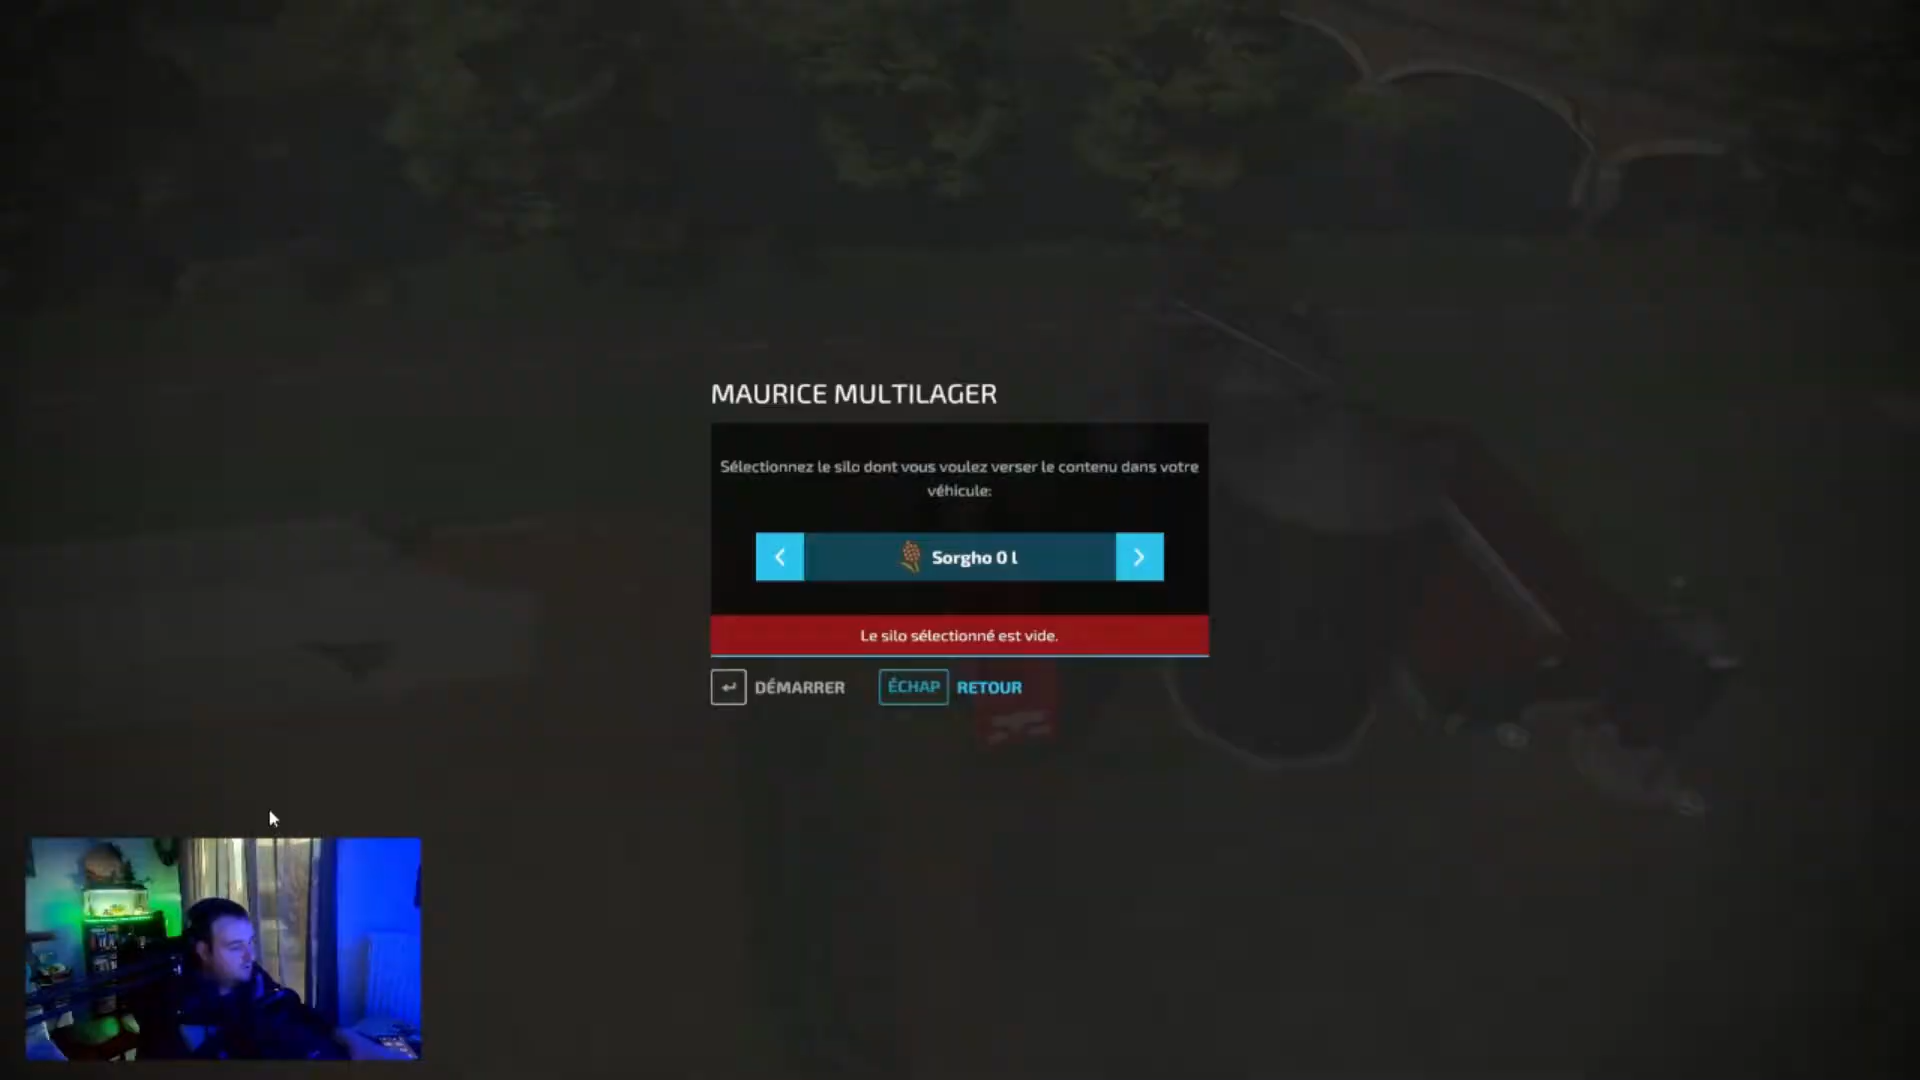 MAURICE MULTILAGER
Sélectionnez le silo dont vous voulez verser le contenu dans votre
véhicule:
Sorgho 0 l
Le silo sélectionné est vide.
DÉMARRER ÉCHAP RETOUR